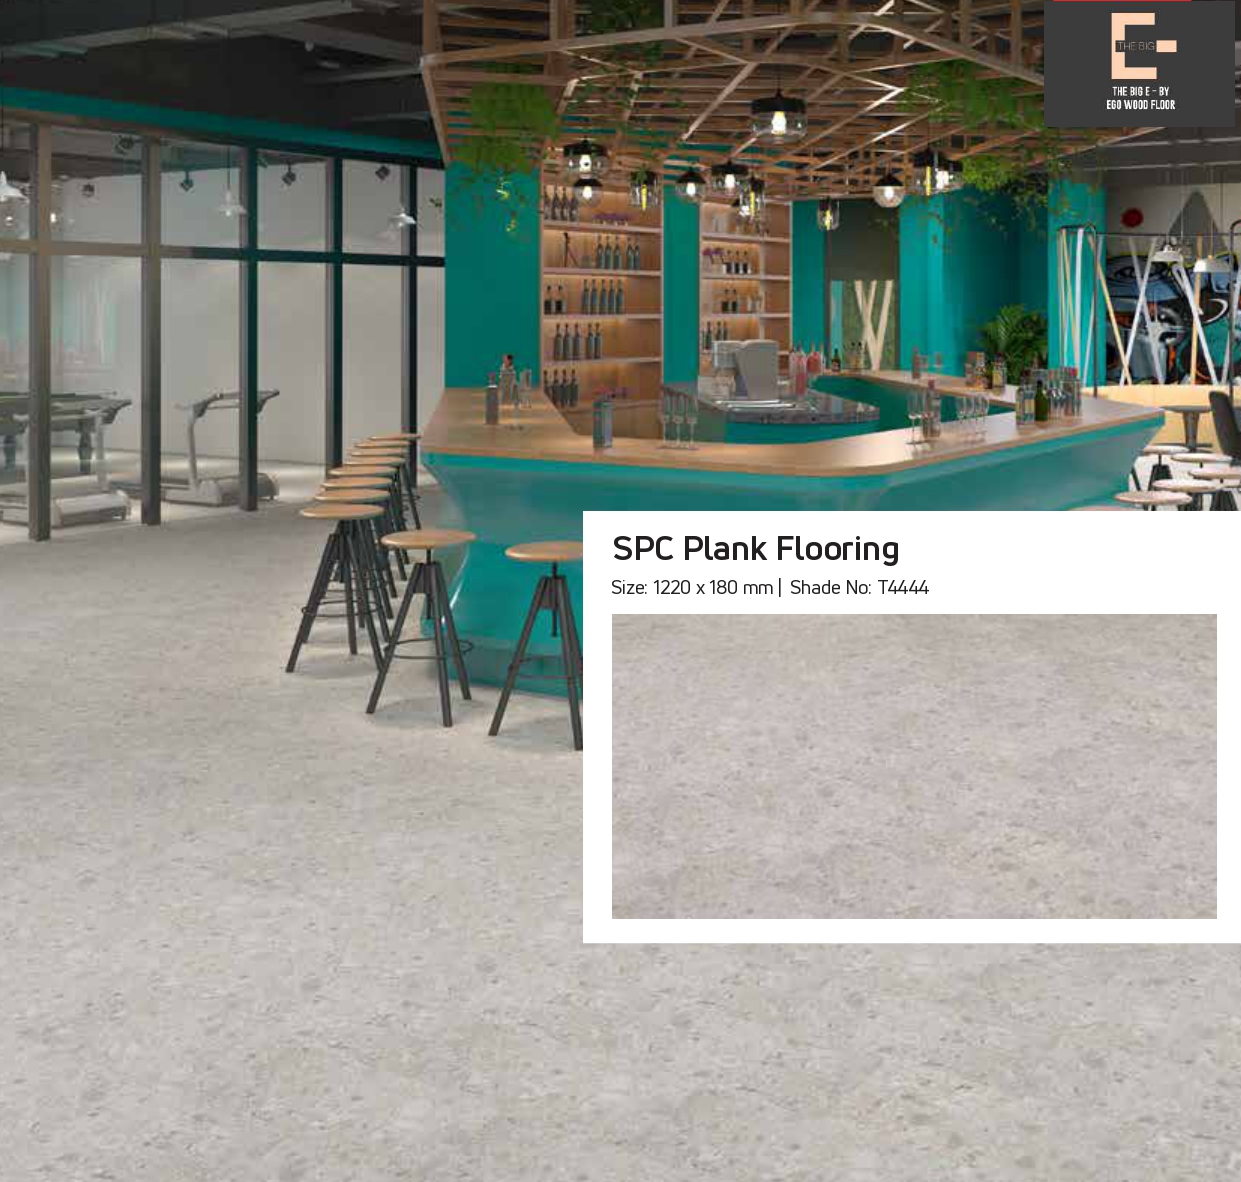 THE BIG
THE BIG E - BY
EGO WOOD FLOOR
SPC Plank Flooring
Size: 1220 x 180 mm | Shade No: T4444